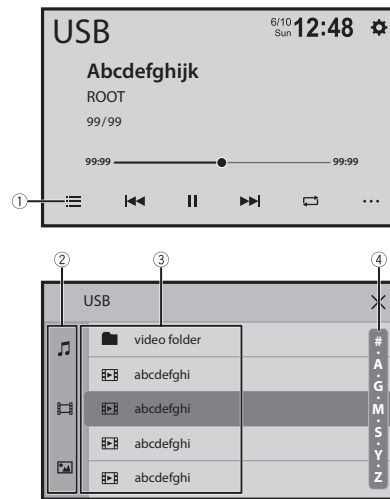 USB
6/10
Sun 12:48
Abcdefghijk
ROOT
99/99
99:99 99:99
①
② ③ ④
USB
video folder
abcdefghi
abcdefghi
abcdefghi
abcdefghi
#
A
G
M
S
Y
Z